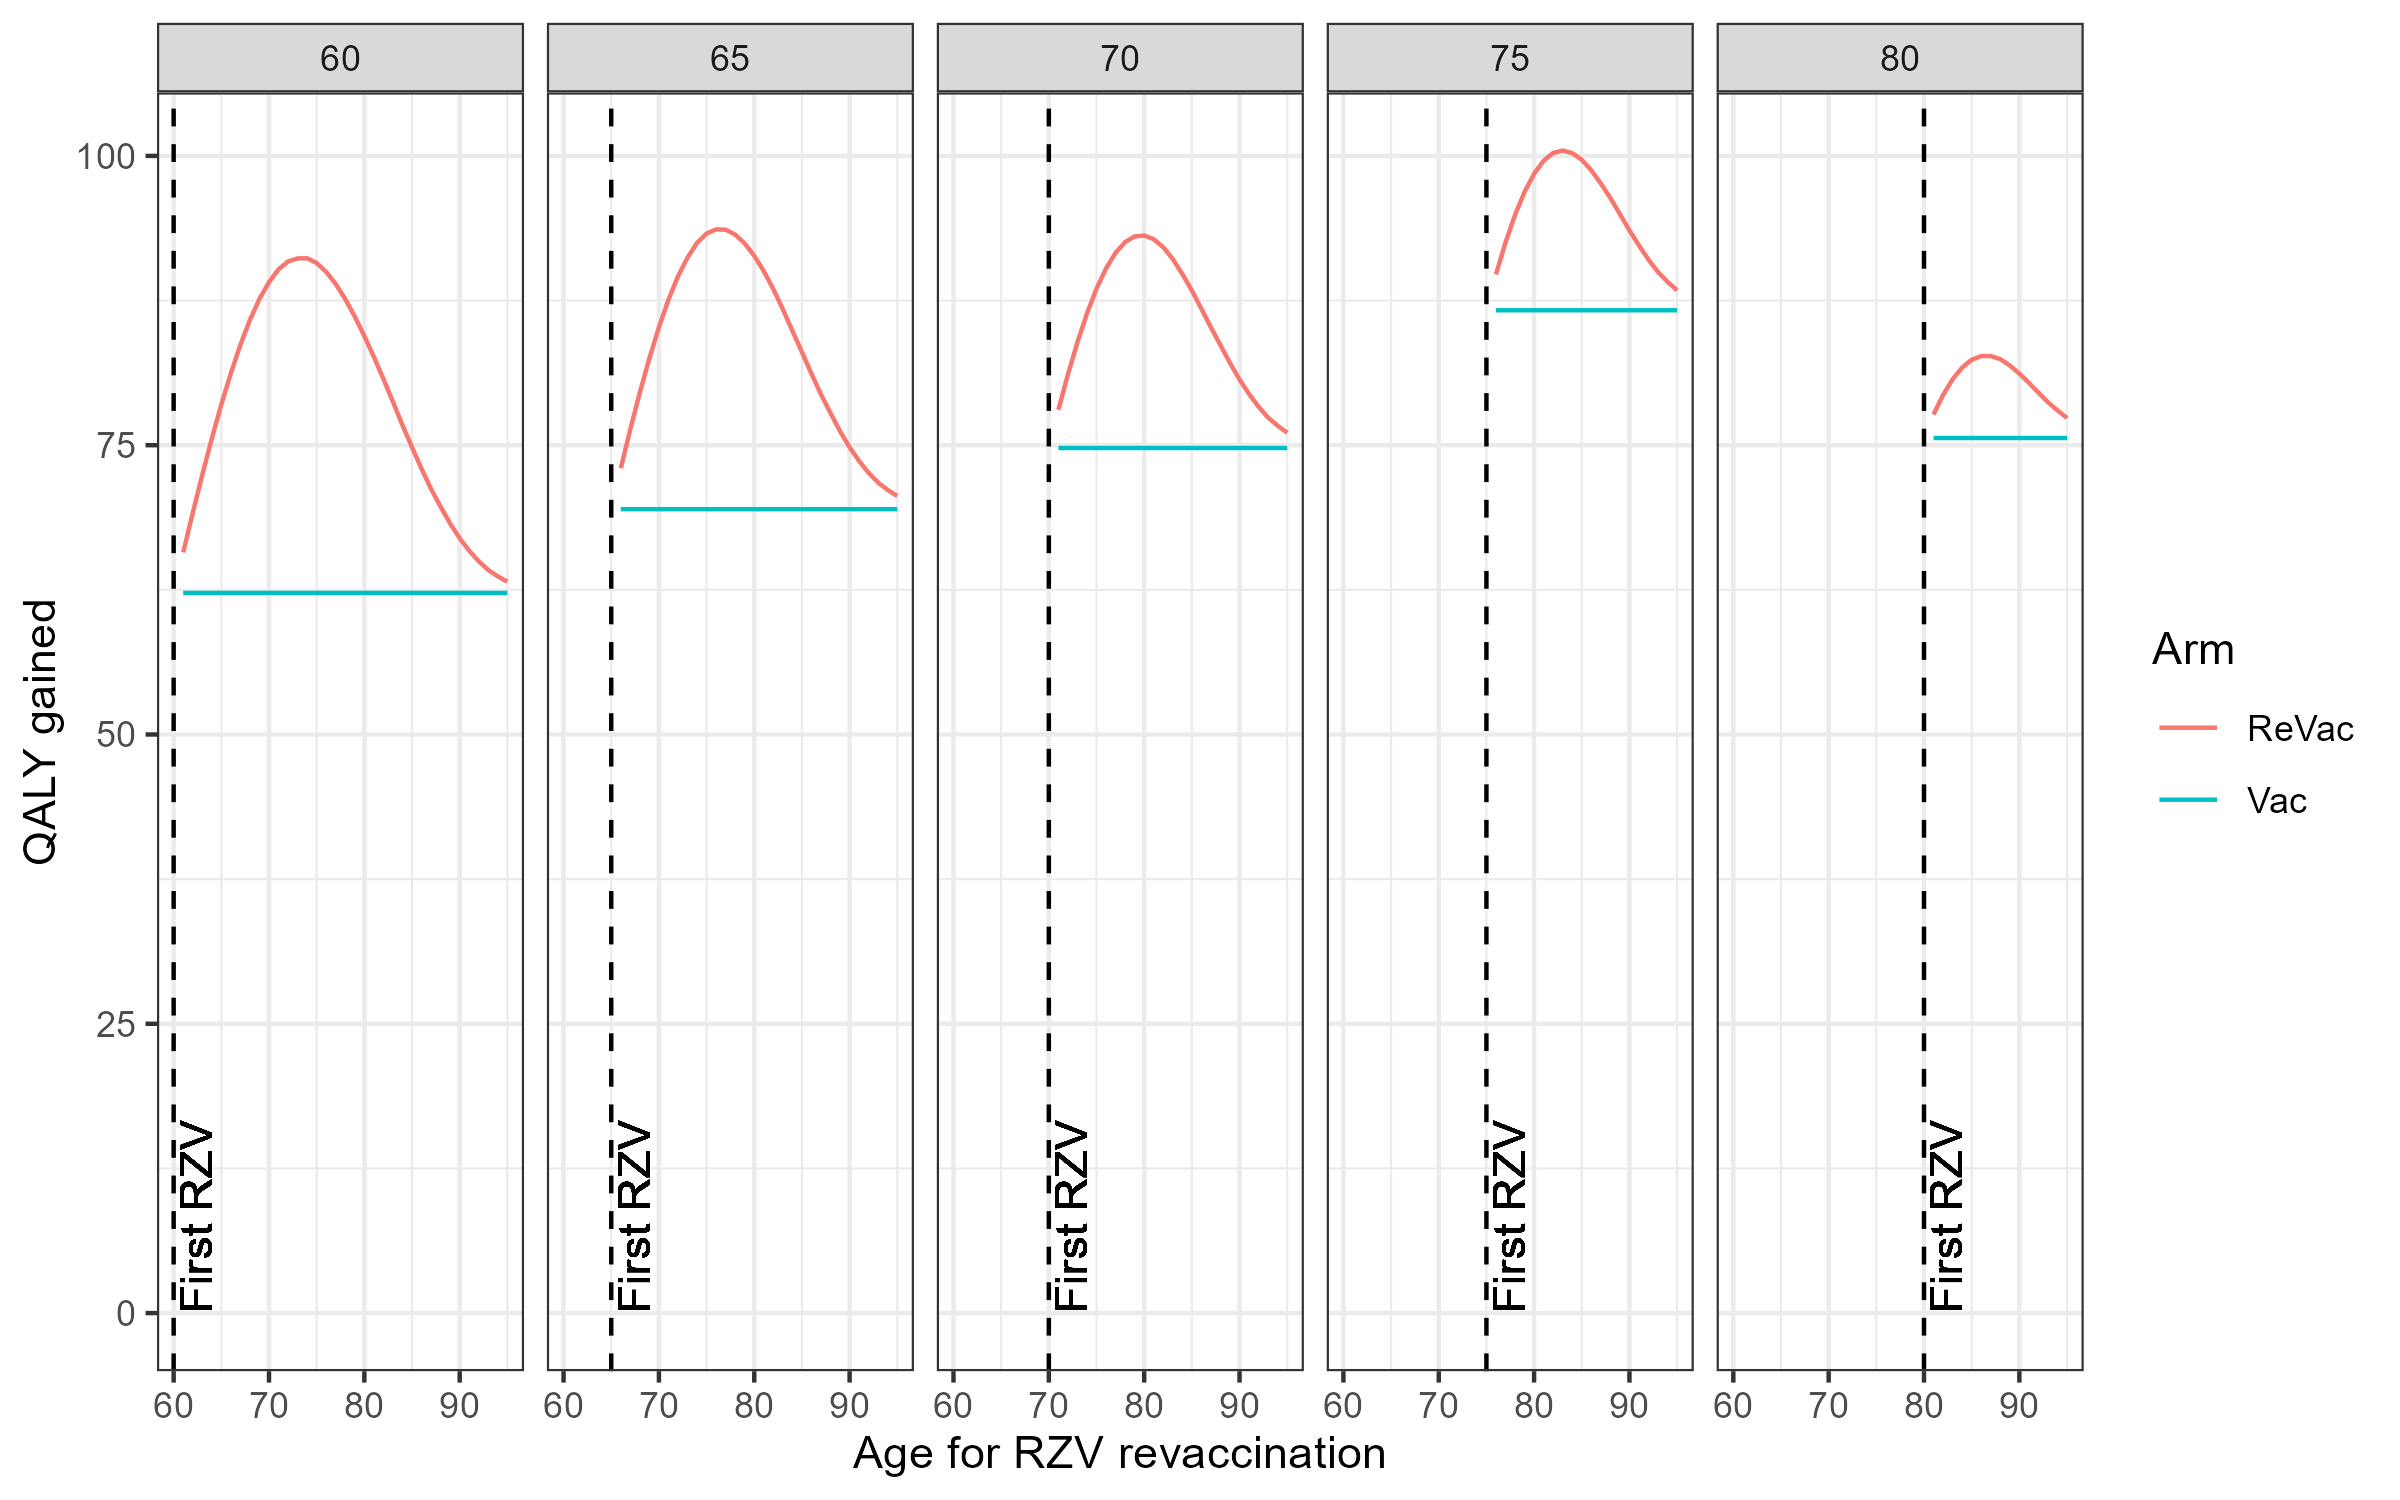 60 65 70 75 80
QALY gained
100
75
50
25
0
First RZV First RZV First RZV First RZV First RZV
60 70 80 90 60 70 80 90 60 70 80 90 60 70 80 90 60 70 80 90
Age for RZV revaccination
Arm
ReVac
Vac